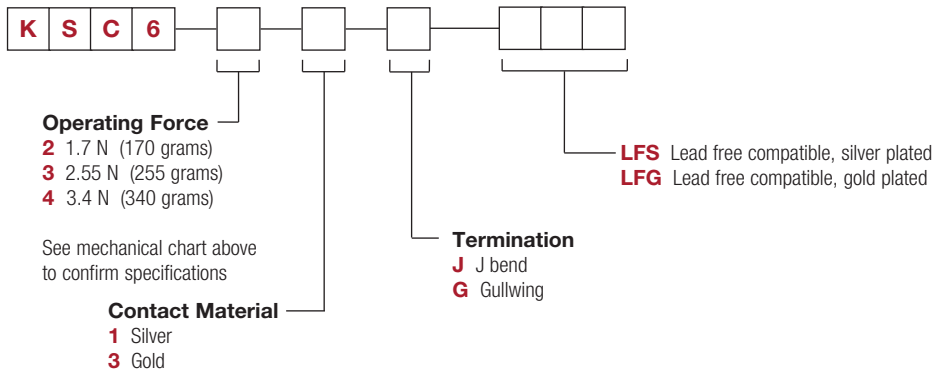 K S C 6
Operating Force
2 1.7 N (170 grams)
3 2.55 N (255 grams)
4 3.4 N (340 grams)
See mechanical chart above
to confirm specifications
Contact Material
1 Silver
3 Gold
Termination
J J bend
G Gullwing
LFS Lead free compatible, silver plated
LFG Lead free compatible, gold plated